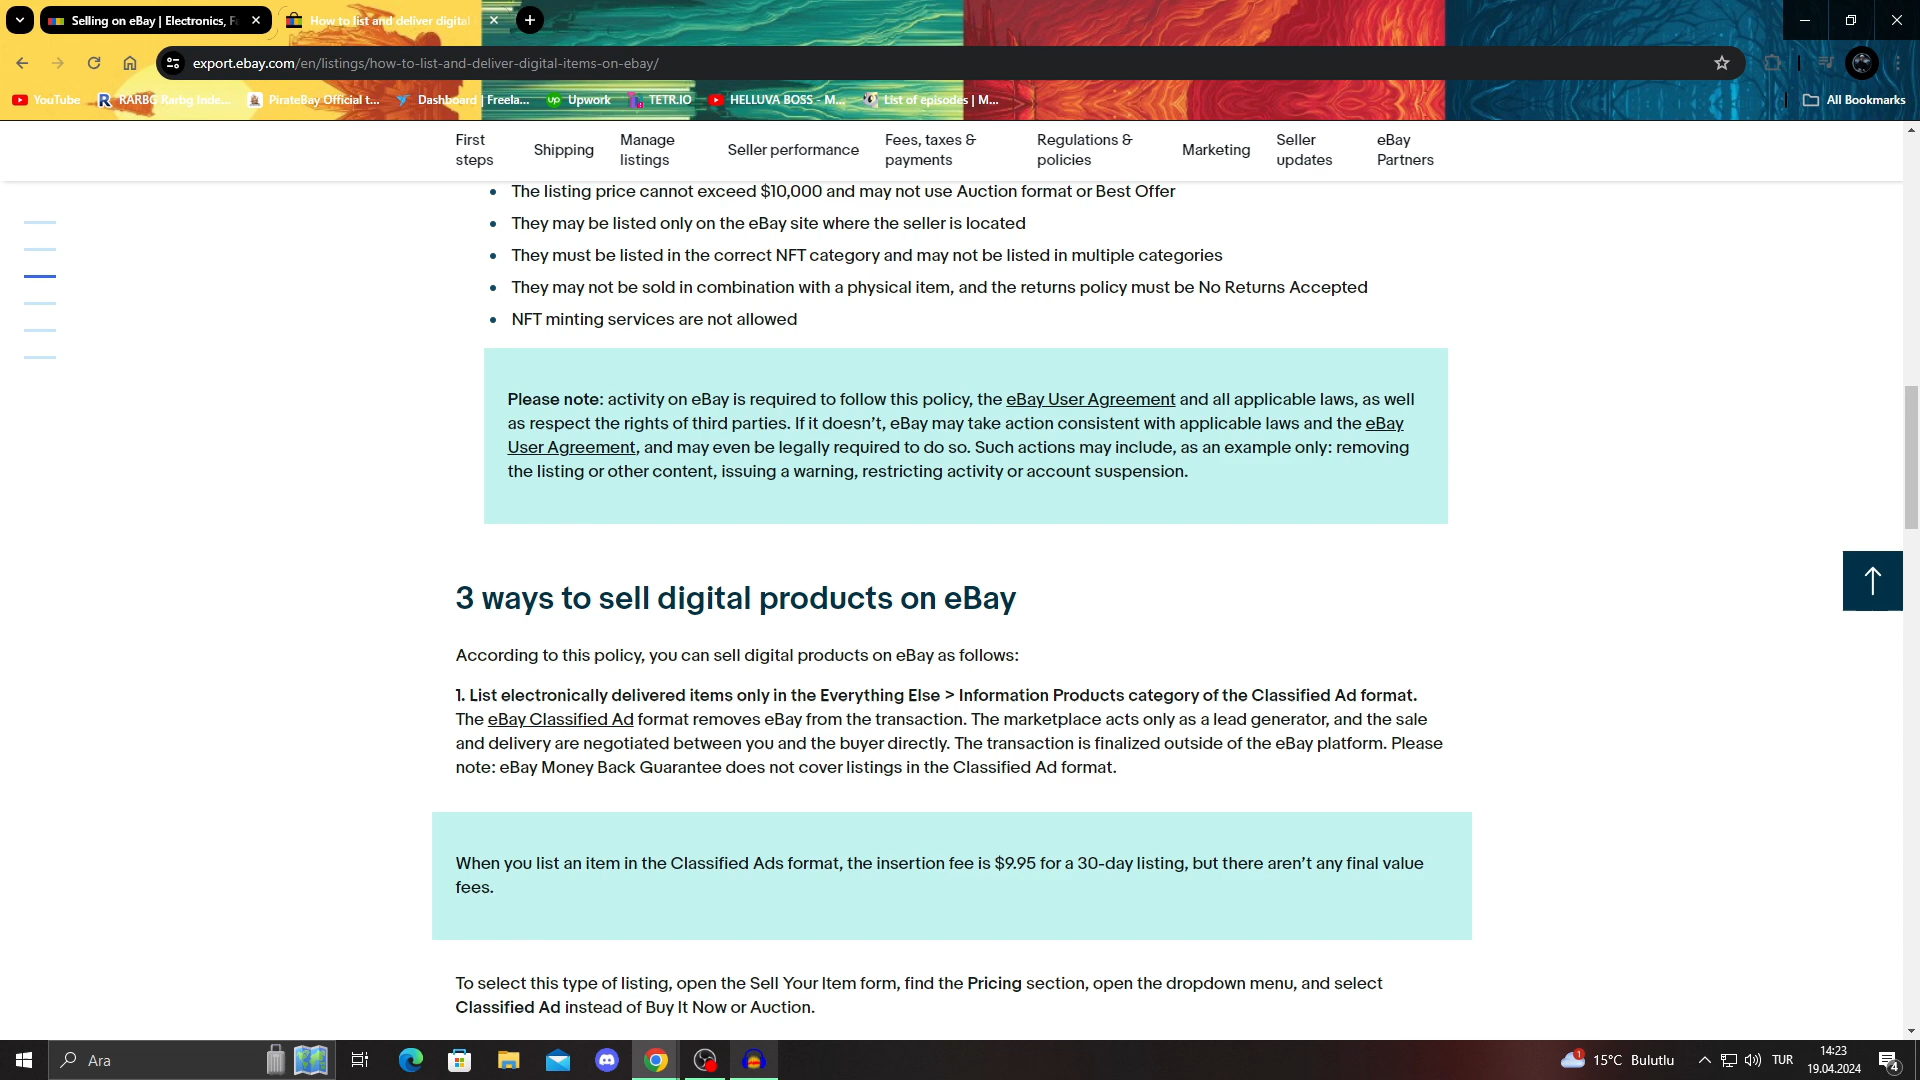 Selling on eBay | Electronics, Fa
How to list and deliver digital
export.ebay.com/en/listings/how-to-list-and-deliver-digital-items-on-ebay/
YouTube
RARBG Rarbg Inde...
PirateBay Official t...
Dashboard | Freela...
Upwork
TETR.IO
HELLUVA BOSS - M...
List of episodes | M...
All Bookmarks
First steps
Shipping
Manage listings
Seller performance
Fees, taxes & payments
Regulations & policies
Marketing
Seller updates
eBay Partners
• The listing price cannot exceed $10,000 and may not use Auction format or Best Offer
• They may be listed only on the eBay site where the seller is located
• They must be listed in the correct NFT category and may not be listed in multiple categories
• They may not be sold in combination with a physical item, and the returns policy must be No Returns Accepted
• NFT minting services are not allowed
Please note: activity on eBay is required to follow this policy, the eBay User Agreement and all applicable laws, as well
as respect the rights of third parties. If it doesn’t, eBay may take action consistent with applicable laws and the eBay
User Agreement, and may even be legally required to do so. Such actions may include, as an example only: removing
the listing or other content, issuing a warning, restricting activity or account suspension.
3 ways to sell digital products on eBay
According to this policy, you can sell digital products on eBay as follows:
1. List electronically delivered items only in the Everything Else > Information Products category of the Classified Ad format.
The eBay Classified Ad format removes eBay from the transaction. The marketplace acts only as a lead generator, and the sale
and delivery are negotiated between you and the buyer directly. The transaction is finalized outside of the eBay platform. Please
note: eBay Money Back Guarantee does not cover listings in the Classified Ad format.
When you list an item in the Classified Ads format, the insertion fee is $9.95 for a 30-day listing, but there aren’t any final value
fees.
To select this type of listing, open the Sell Your Item form, find the Pricing section, open the dropdown menu, and select
Classified Ad instead of Buy It Now or Auction.
Ara
1
15°C Bulutlu
TUR
14:23
19.04.2024
4